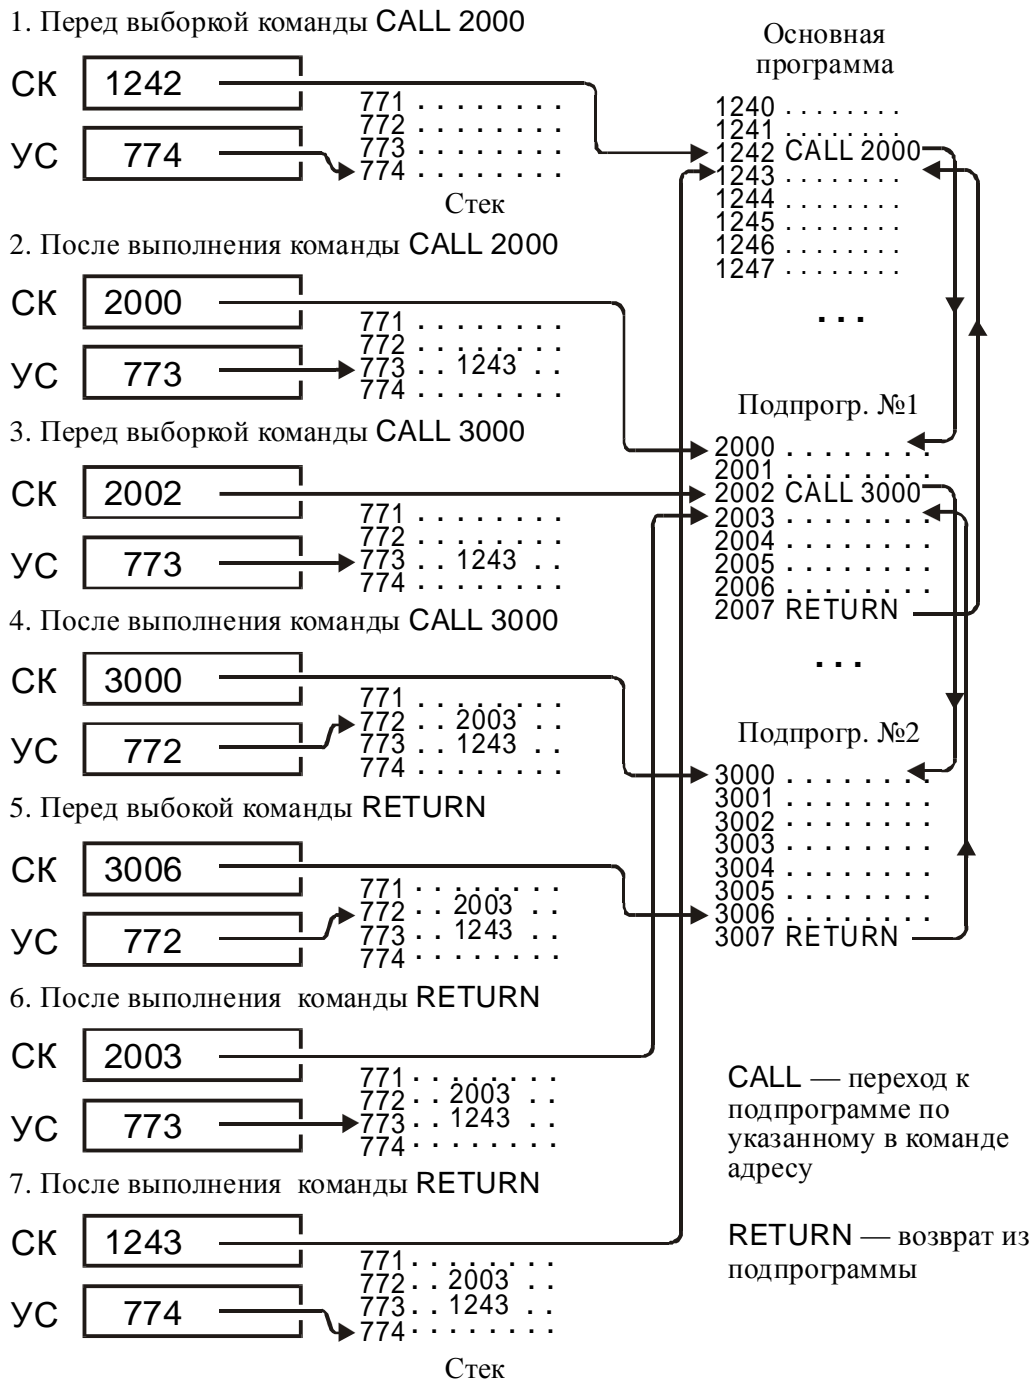 1. Перед выборкой команды CALL 2000
СК 1242
УС 774
771 . . . . . . . .
772 . . . . . . . .
773 . . . . . . . .
774 . . . . . . . .
Стек
2. После выполнения команды CALL 2000
СК 2000
УС 773
771 . . . . . . . .
772 . . . . . . . .
773 . . 1243 . .
774 . . . . . . . .
3. Перед выборкой команды CALL 3000
СК 2002
УС 773
771 . . . . . . . .
772 . . . . . . . .
773 . . 1243 . .
774 . . . . . . . .
4. После выполнения команды CALL 3000
СК 3000
УС 772
771 . . . . . . . .
772 . . 2003 . .
773 . . 1243 . .
774 . . . . . . . .
5. Перед выбокой команды RETURN
СК 3006
УС 772
771 . . . . . . . .
772 . . 2003 . .
773 . . 1243 . .
774 . . . . . . . .
6. После выполнения команды RETURN
СК 2003
УС 773
771 . . . . . . . .
772 . . 2003 . .
773 . . 1243 . .
774 . . . . . . . .
7. После выполнения команды RETURN
СК 1243
УС 774
771 . . . . . . . .
772 . . 2003 . .
773 . . 1243 . .
774 . . . . . . . .
Стек
Основная
программа
1240 . . . . . . . .
1241 . . . . . . . .
1242 CALL 2000
1243 . . . . . . . .
1244 . . . . . . . .
1245 . . . . . . . .
1246 . . . . . . . .
1247 . . . . . . . .
. . .
Подпрогр. №1
2000 . . . . . . . .
2001 . . . . . . . .
2002 CALL 3000
2003 . . . . . . . .
2004 . . . . . . . .
2005 . . . . . . . .
2006 . . . . . . . .
2007 RETURN
. . .
Подпрогр. №2
3000 . . . . . . . .
3001 . . . . . . . .
3002 . . . . . . . .
3003 . . . . . . . .
3004 . . . . . . . .
3005 . . . . . . . .
3006 . . . . . . . .
3007 RETURN
CALL — переход к
подпрограмме по
указанному в команде
адресу
RETURN — возврат из
подпрограммы